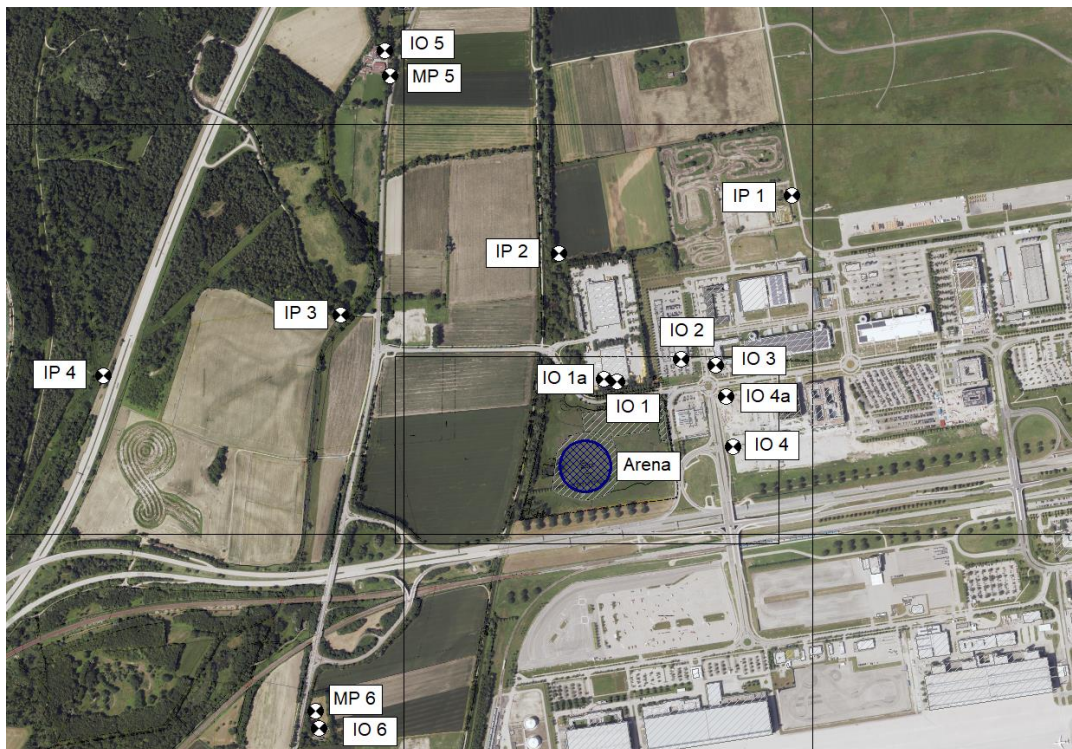 IO 5
MP 5
IP 1
IP 2
IP 3
IO 2
IO 3
IP 4
IO 1a
IO 4a
IO 1
IO 4
Arena
MP 6
IO 6